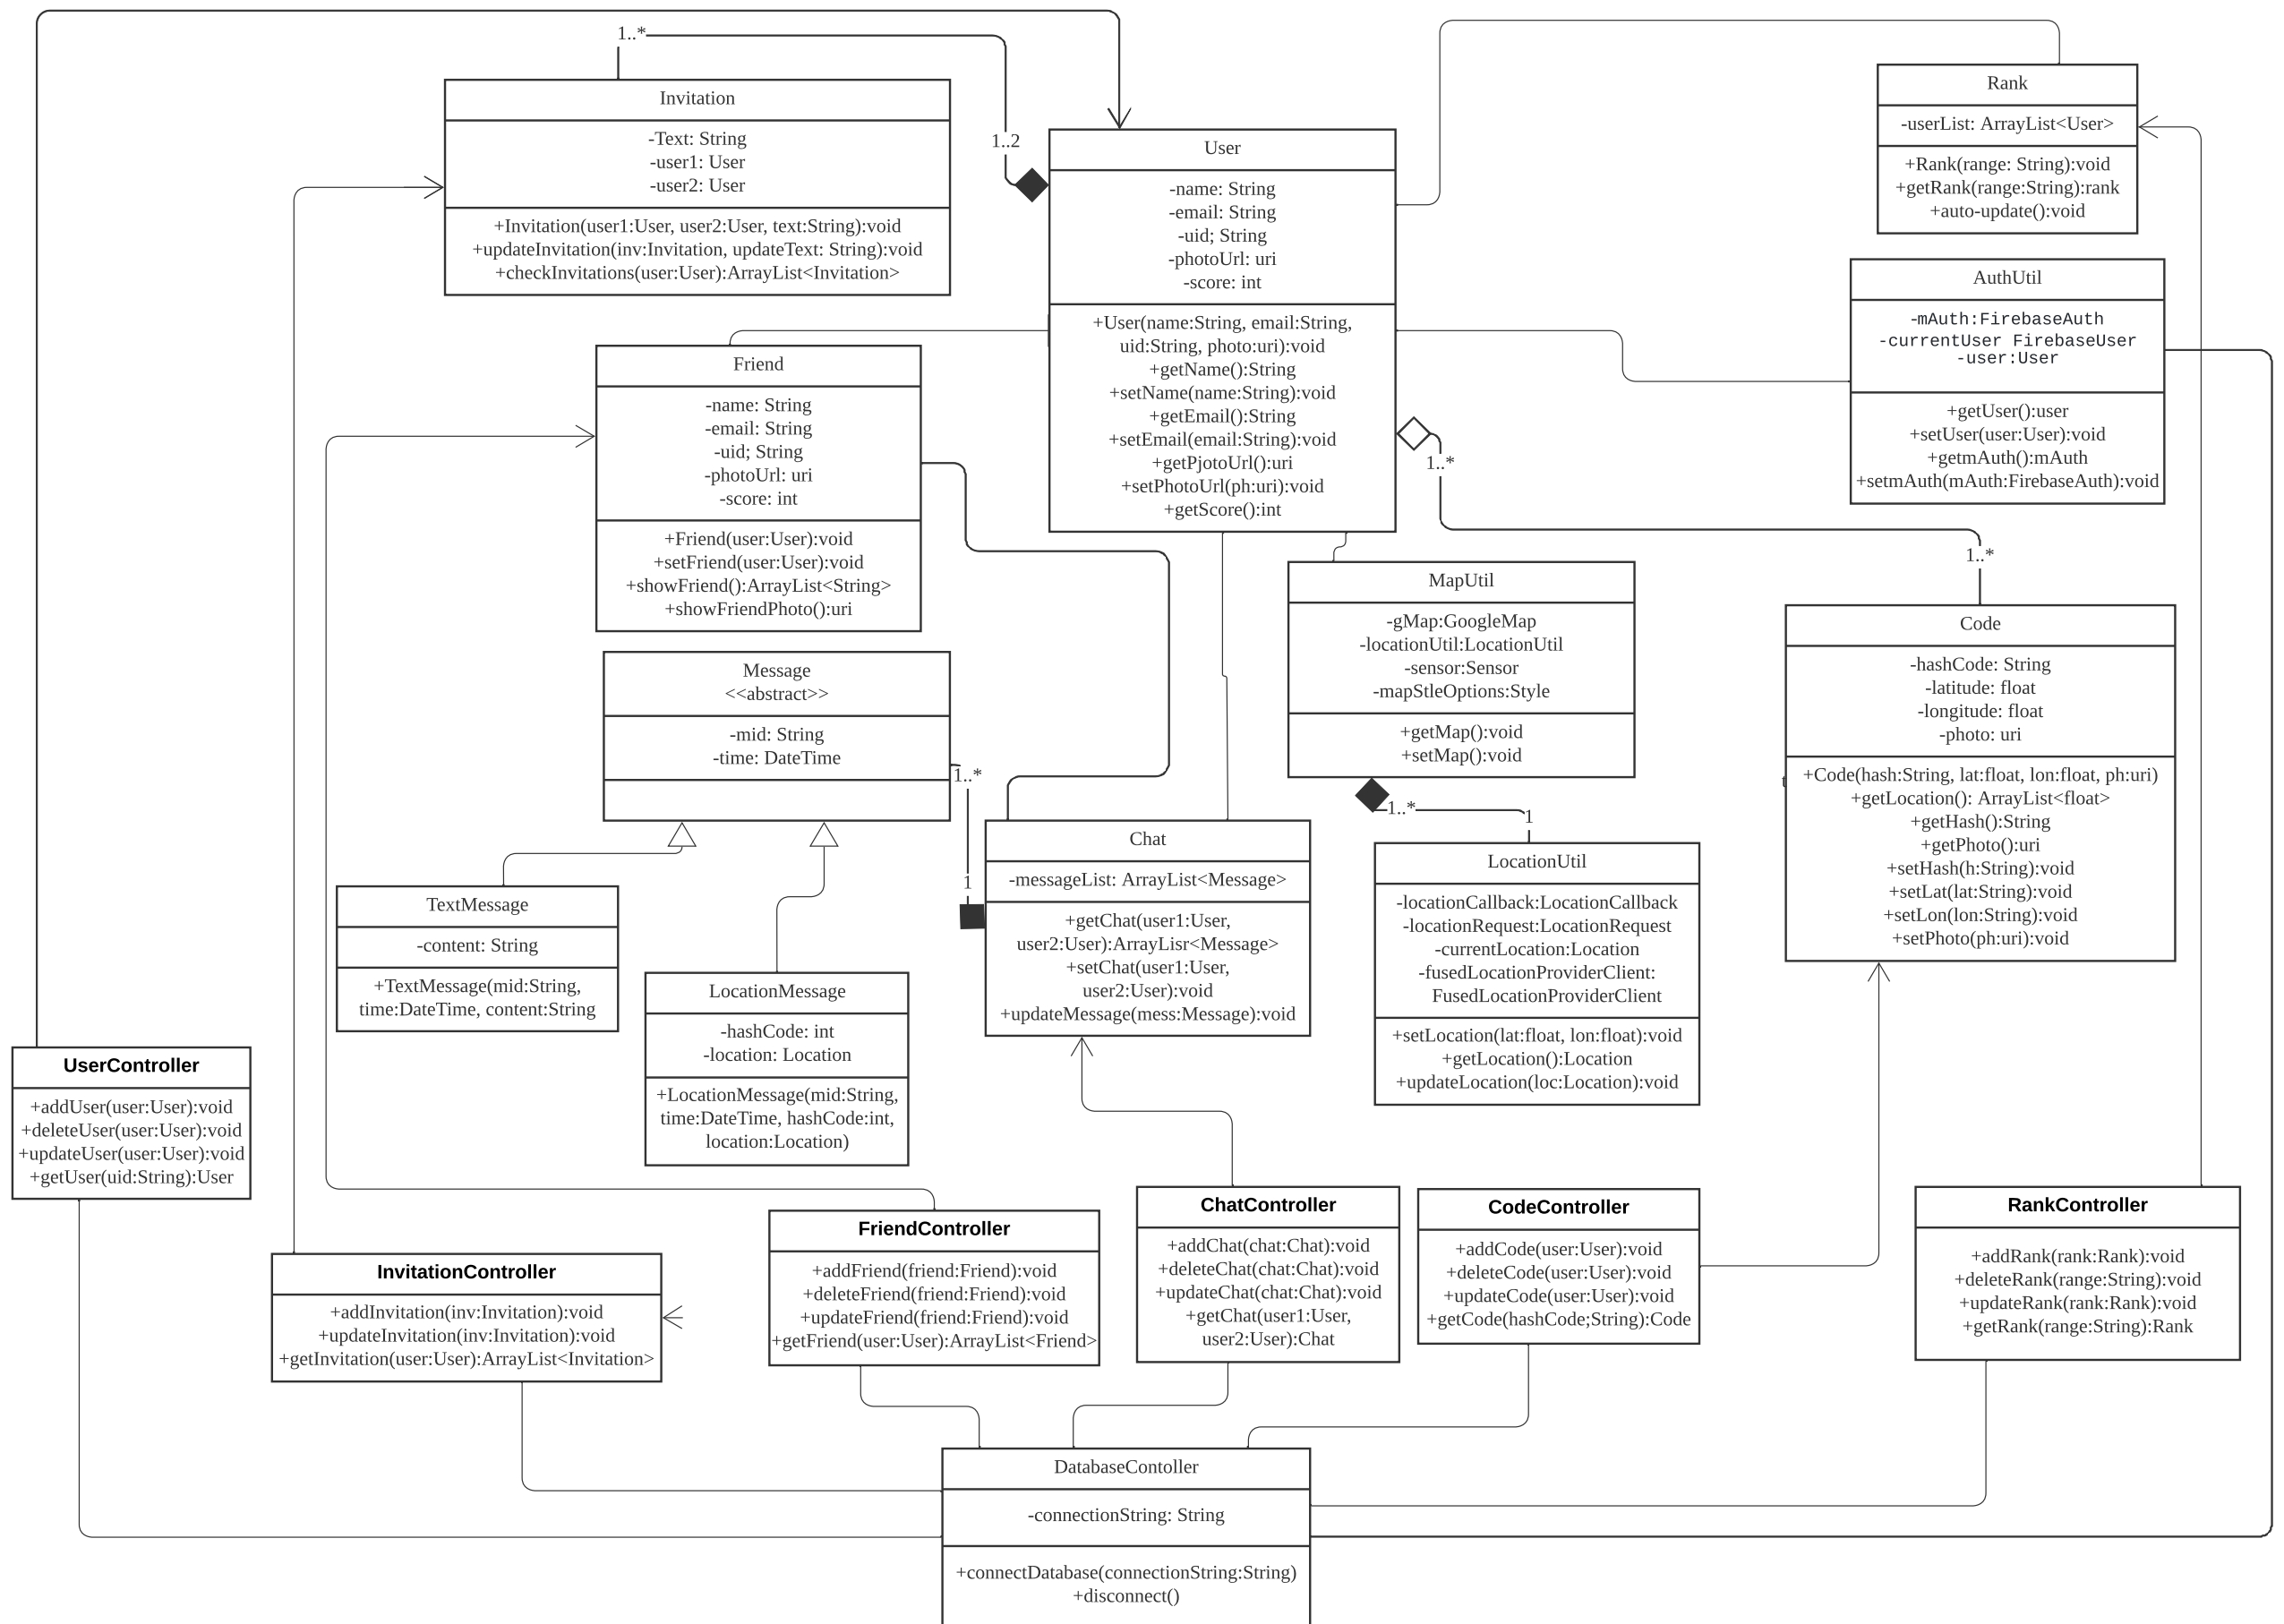 1..*
Invitation
-Text: String
-user1: User
-user2: User
+Invitation(user1:User, user2:User, text:String):void
+updateInvitation(inv:Invitation, updateText: String):void
+checkInvitations(user:User):ArrayList<Invitation>
1..2
User
-name: String
-email: String
-uid; String
-photoUrl: uri
-score: int
+User(name:String, email:String,
uid:String, photo:uri):void
+getName():String
+setName(name:String):void
+getEmail():String
+setEmail(email:String):void
+getPjotoUrl():uri
+setPhotoUrl(ph:uri):void
+getScore():int
Rank
-userList: ArrayList<User>
+Rank(range: String):void
+getRank(range:String):rank
+auto-update():void
AuthUtil
-mAuth:FirebaseAuth
-currentUser FirebaseUser
-user:User
+getUser():user
+setUser(user:User):void
+getmAuth():mAuth
+setmAuth(mAuth:FirebaseAuth):void
Friend
-name: String
-email: String
-uid; String
-photoUrl: uri
-score: int
+Friend(user:User):void
+setFriend(user:User):void
+showFriend():ArrayList<String>
+showFriendPhoto():uri
1..*
1..*
MapUtil
-gMap:GoogleMap
-locationUtil:LocationUtil
-sensor:Sensor
-mapStleOptions:Style
+getMap():void
+setMap():void
Code
-hashCode: String
-latitude: float
-longitude: float
-photo: uri
+Code(hash:String, lat:float, lon:float, ph:uri)
+getLocation(): ArrayList<float>
+getHash():String
+getPhoto():uri
+setHash(h:String):void
+setLat(lat:String):void
+setLon(lon:String):void
+setPhoto(ph:uri):void
Message
<<abstract>>
-mid: String
-time: DateTime
1..*
1
1..*
1
Chat
-messageList: ArrayList<Message>
+getChat(user1:User,
user2:User):ArrayLisr<Message>
+setChat(user1:User,
user2:User):void
+updateMessage(mess:Message):void
LocationUtil
-locationCallback:LocationCallback
-locationRequest:LocationRequest
-currentLocation:Location
-fusedLocationProviderClient:
FusedLocationProviderClient
+setLocation(lat:float, lon:float):void
+getLocation():Location
+updateLocation(loc:Location):void
TextMessage
-content: String
+TextMessage(mid:String,
time:DateTime, content:String
LocationMessage
-hashCode: int
-location: Location
+LocationMessage(mid:String,
time:DateTime, hashCode:int,
location:Location)
UserController
+addUser(user:User):void
+deleteUser(user:User):void
+updateUser(user:User):void
+getUser(uid:String):User
InvitationController
+addInvitation(inv:Invitation):void
+updateInvitation(inv:Invitation):void
+getInvitation(user:User):ArrayList<Invitation>
FriendController
+addFriend(friend:Friend):void
+deleteFriend(friend:Friend):void
+updateFriend(friend:Friend):void
+getFriend(user:User):ArrayList<Friend>
ChatController
+addChat(chat:Chat):void
+deleteChat(chat:Chat):void
+updateChat(chat:Chat):void
+getChat(user1:User,
user2:User):Chat
CodeController
+addCode(user:User):void
+deleteCode(user:User):void
+updateCode(user:User):void
+getCode(hashCode;String):Code
RankController
+addRank(rank:Rank):void
+deleteRank(range:String):void
+updateRank(rank:Rank):void
+getRank(range:String):Rank
DatabaseContoller
-connectionString: String
+connectDatabase(connectionString:String)
+disconnect()